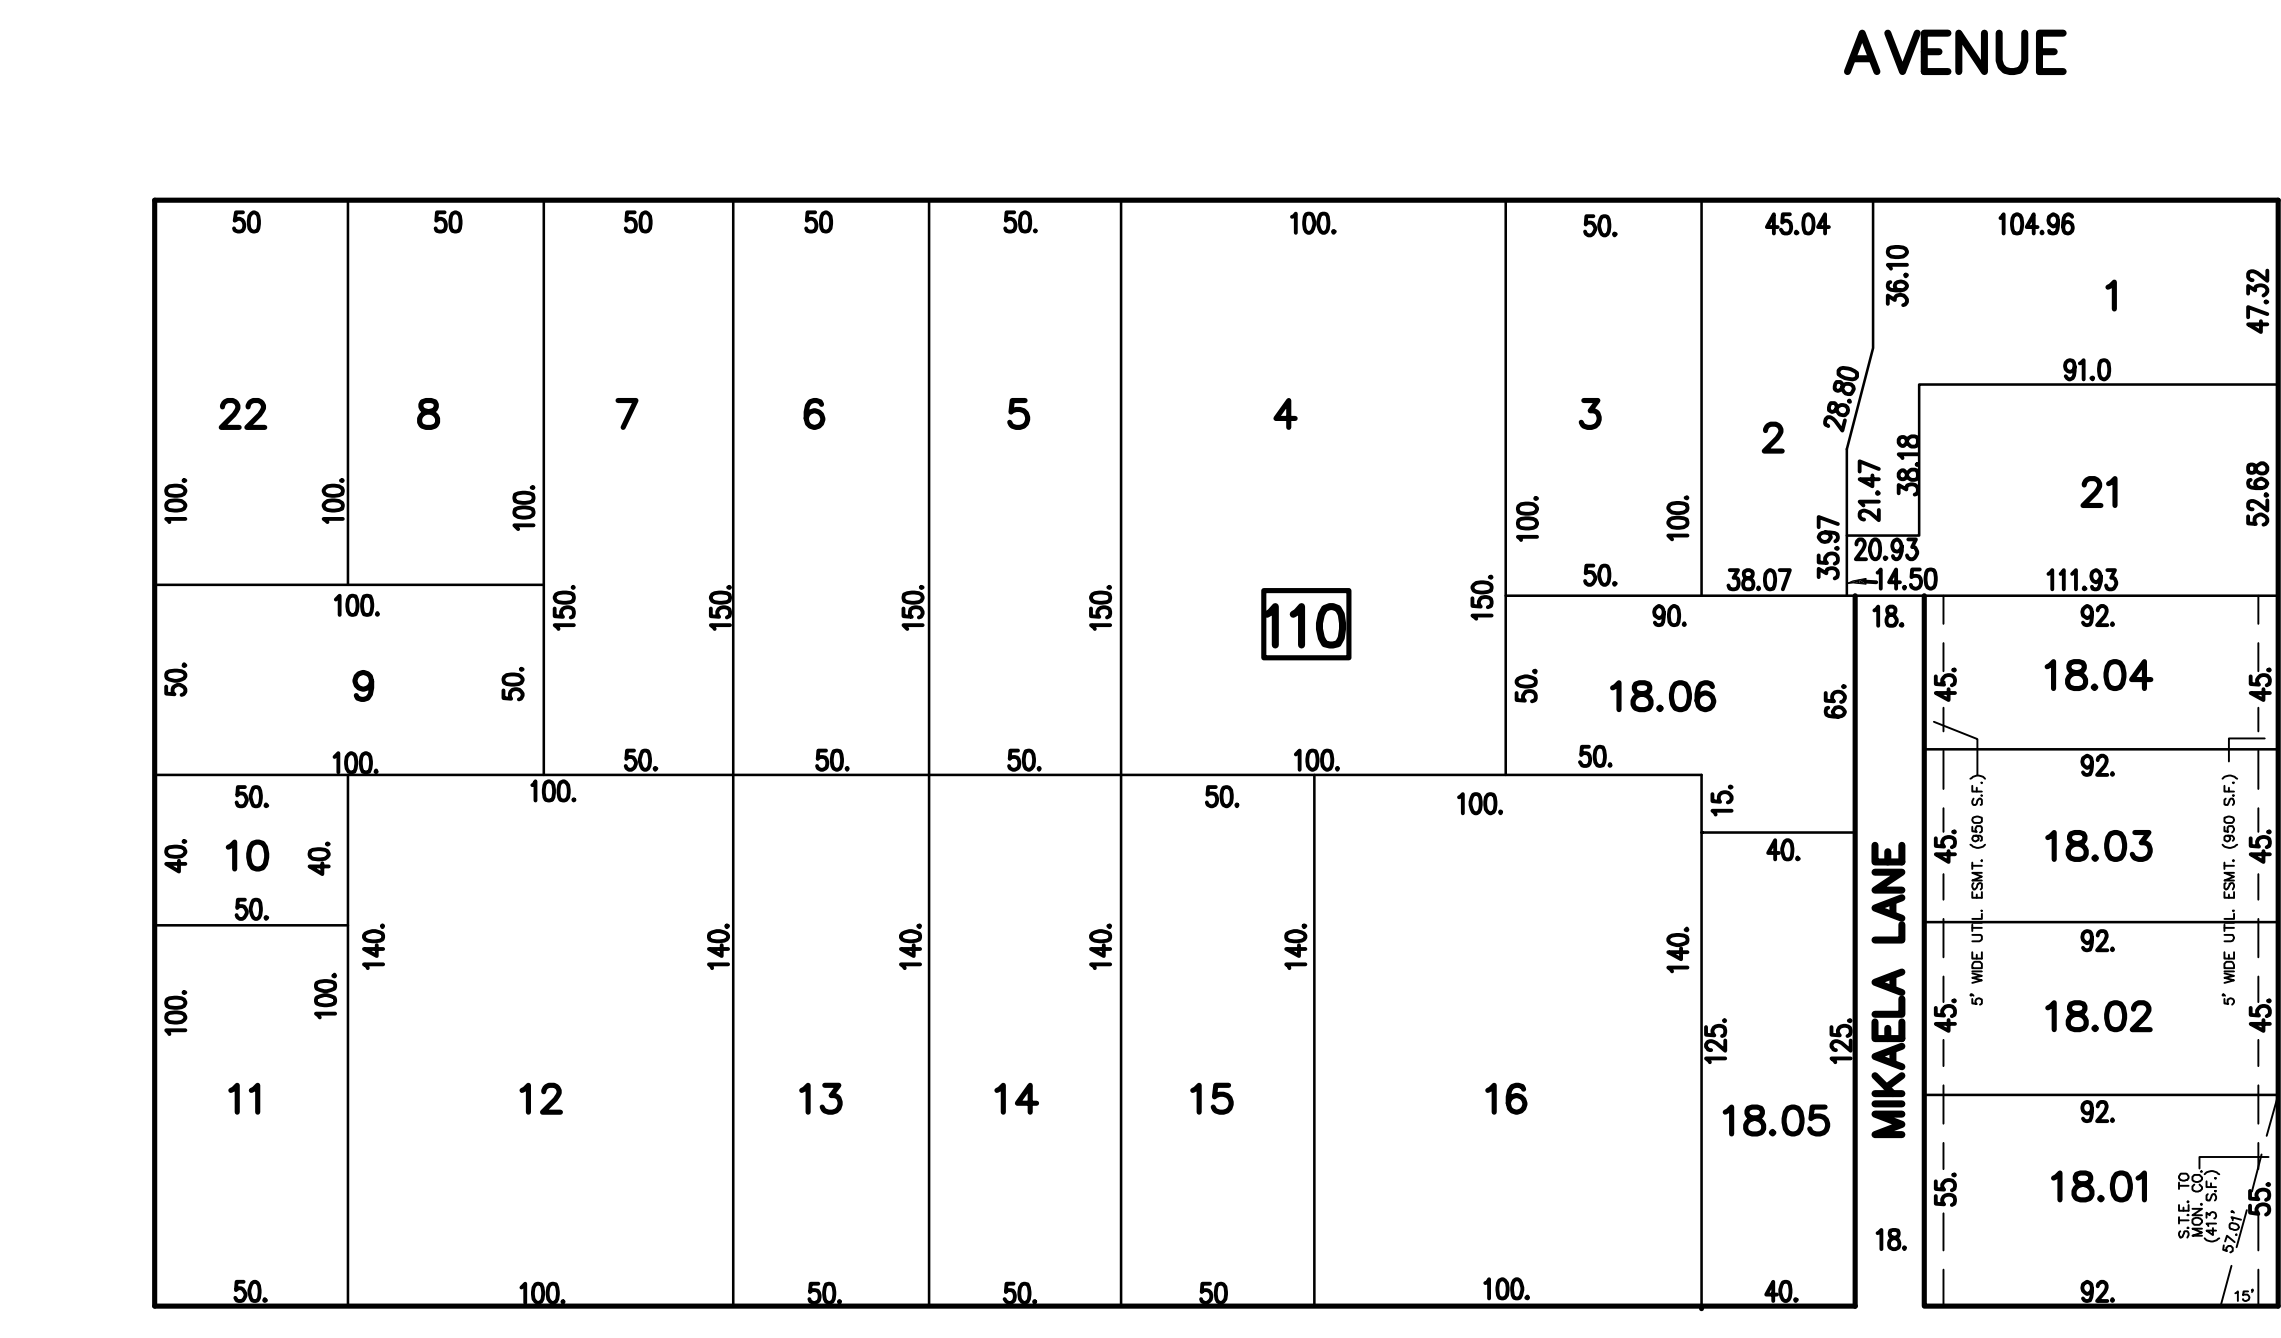 AVENUE
50 50 50 50 50. 100. 50. 45.04 104.96
36.10
47.32
1
28.80
91.0
22 8 7 6 5 4 3 2
38.18
21.47
21
52.68
100. 100. 100. 100. 100.
35.97
20.93
50. 38.07 14.50 111.93
100.
150. 150. 150. 150. 150.
110
90. 18. 92.
50. 9 50.
50. 18.06 65.
45. 18.04 45.
100. 50. 50. 50. 100. 50.
92.
50. 100. 50. 100. 15.
5' WIDE UTIL. ESMT. (950 S.F.)
5' WIDE UTIL. ESMT. (950 S.F.)
40. 10 40.
40.
45. 18.03 45.
50.
140. 140. 140. 140. 140. 140.
92.
MIKAELA LANE
100. 100.
125. 125.
45. 18.02 45.
11 12 13 14 15 16 18.05
92.
55. 18.01 55.
S.T.E. TO
MON. CO.
(413 S.F.)
57.01'
18.
50. 100. 50. 50. 50 100. 40. 92. 15'